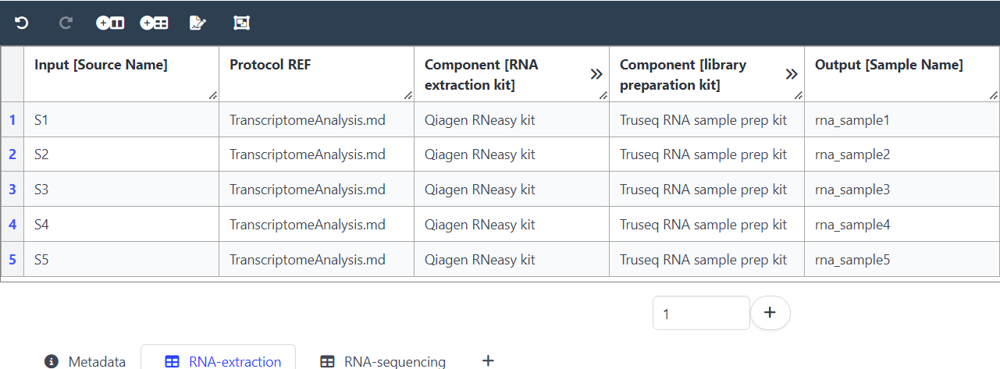 Input [Source Name] Protocol REF Component [RNA extraction kit] Component [library preparation kit] Output [Sample Name]
1 S1 TranscriptomeAnalysis.md Qiagen RNeasy kit Truseq RNA sample prep kit rna_sample1
2 S2 TranscriptomeAnalysis.md Qiagen RNeasy kit Truseq RNA sample prep kit rna_sample2
3 S3 TranscriptomeAnalysis.md Qiagen RNeasy kit Truseq RNA sample prep kit rna_sample3
4 S4 TranscriptomeAnalysis.md Qiagen RNeasy kit Truseq RNA sample prep kit rna_sample4
5 S5 TranscriptomeAnalysis.md Qiagen RNeasy kit Truseq RNA sample prep kit rna_sample5
1 +
Metadata RNA-extraction RNA-sequencing +